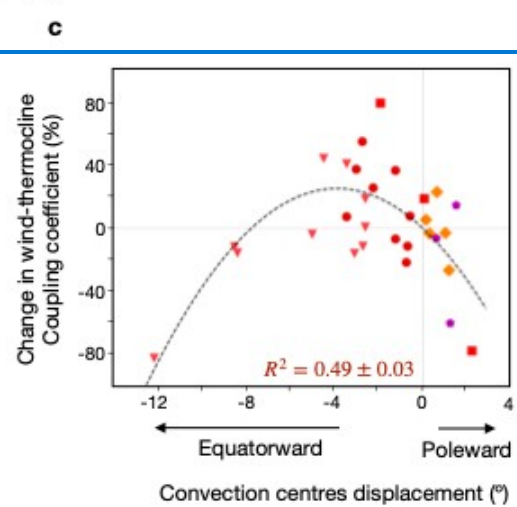 c
Change in wind-thermocline
Coupling coefficient (%)
80
40
0
-40
-80
R² = 0.49 ± 0.03
-12 -8 -4 0 4
Equatorward Poleward
Convection centres displacement (º)